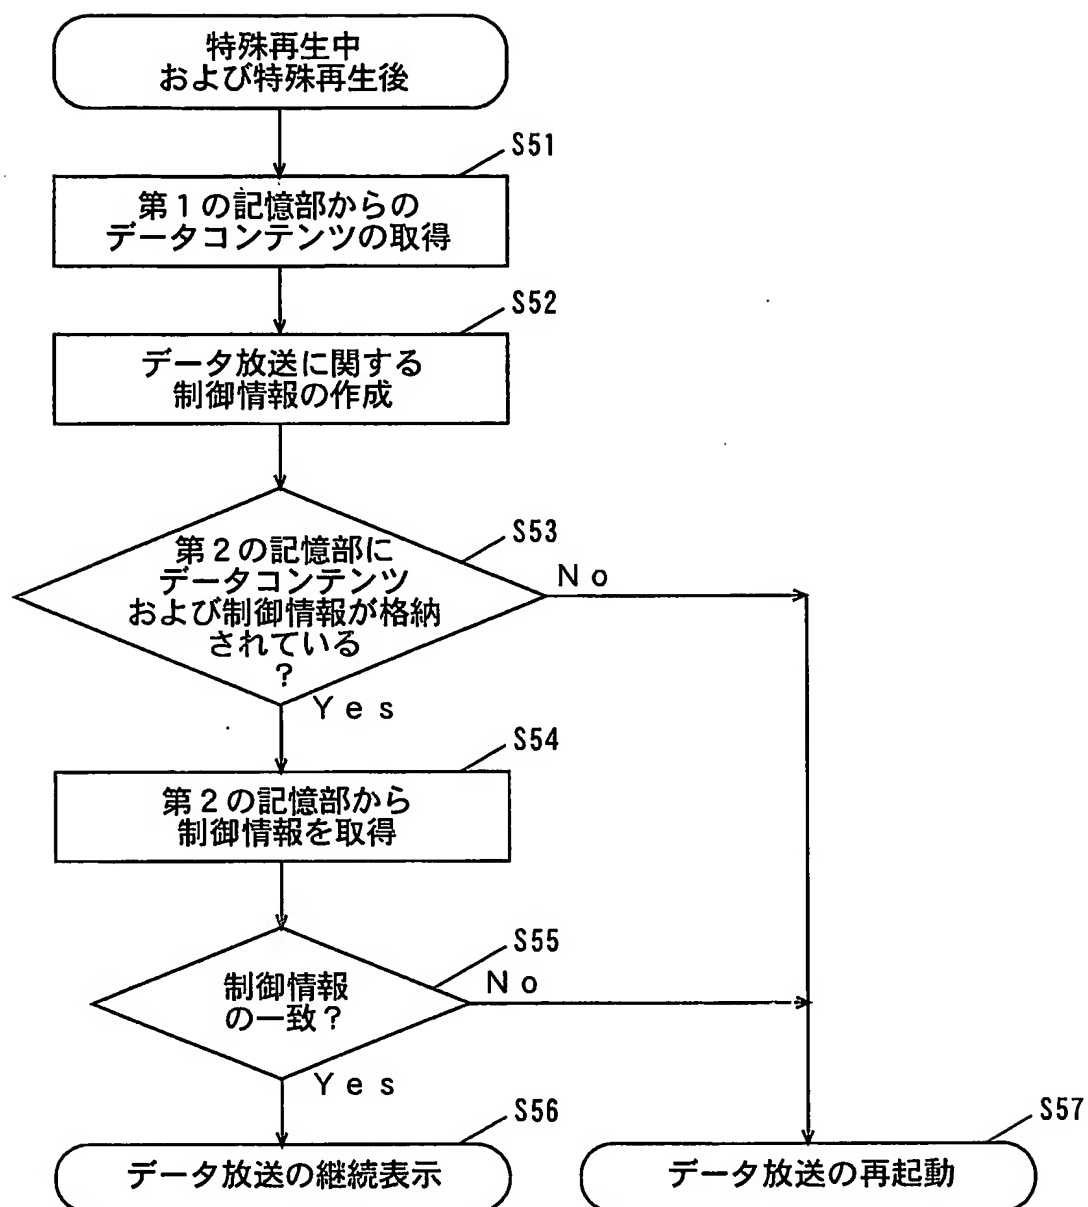 特殊再生中
および特殊再生後
S51
第1の記憶部からの
データコンテンツの取得
S52
データ放送に関する
制御情報の作成
S53
第2の記憶部に
データコンテンツ
および制御情報が格納
されている
?
No
Yes
S54
第2の記憶部から
制御情報を取得
S55
制御情報
の一致?
No
Yes
S56
データ放送の継続表示
S57
データ放送の再起動